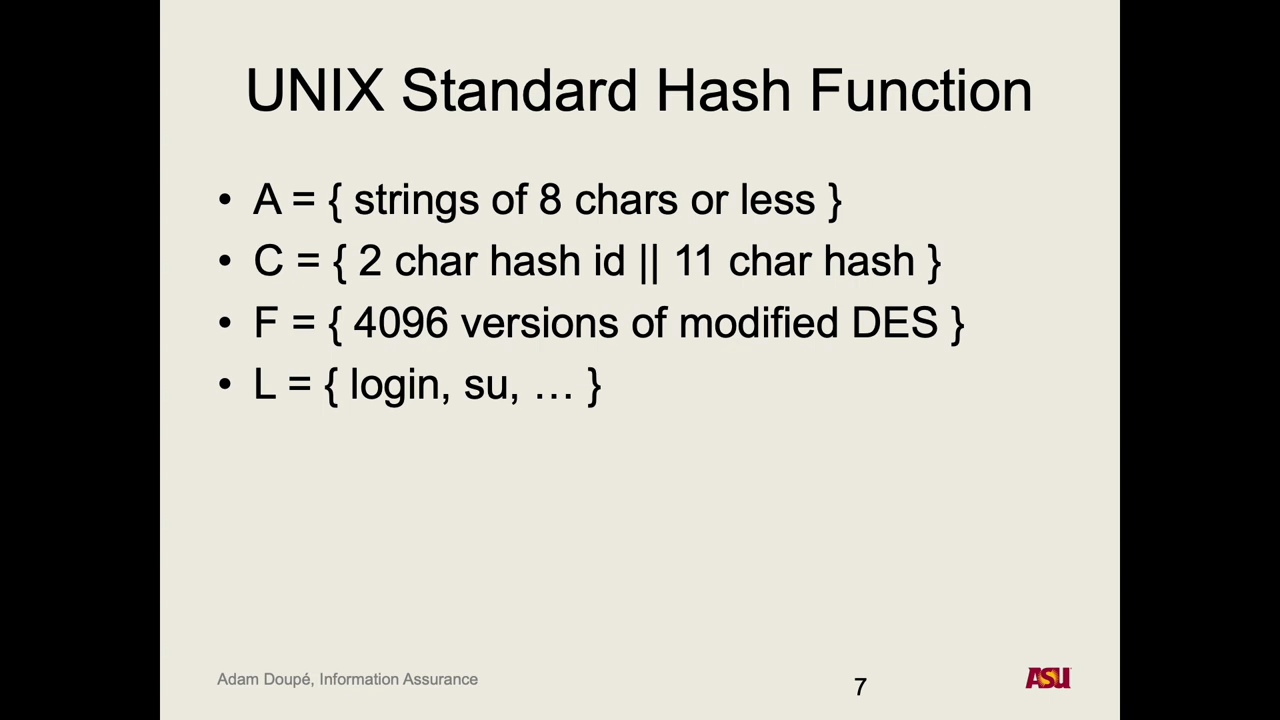 UNIX Standard Hash Function
• A = { strings of 8 chars or less }
• C = { 2 char hash id || 11 char hash }
• F = { 4096 versions of modified DES }
• L = { login, su, … }
Adam Doupé, Information Assurance
7
ASU